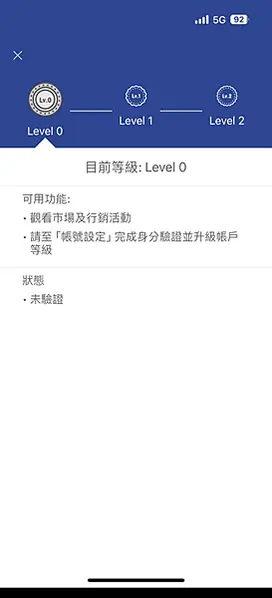 5G 92
Lv.0 Lv.1 Lv.2
Level 0 Level 1 Level 2
目前等級: Level 0
可用功能:
・觀看市場及行銷活動
・請至「帳號設定」完成身分驗證並升級帳戶
等級
狀態
・未驗證